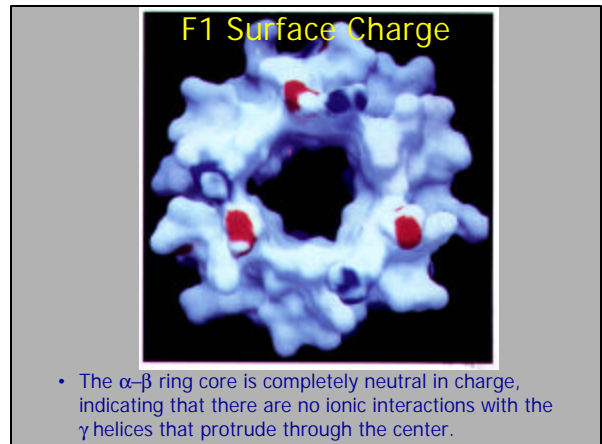 F1 Surface Charge
• The α–β ring core is completely neutral in charge,
indicating that there are no ionic interactions with the
γ helices that protrude through the center.